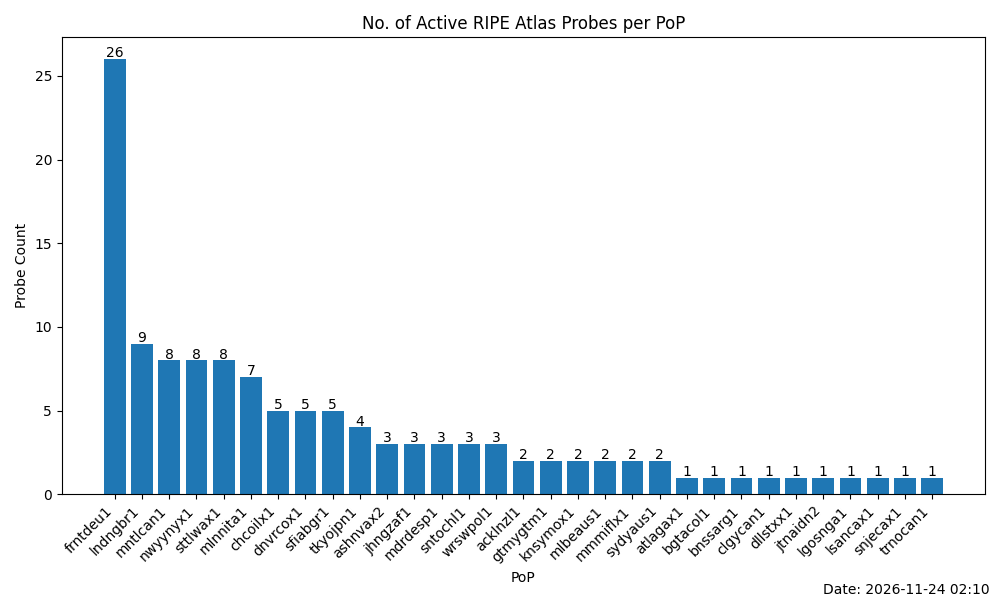 No. of Active RIPE Atlas Probes per PoP
Probe Count
25
20
15
10
5
0
26
9
8
8
8
7
5
5
5
4
3
3
3
3
3
2
2
2
2
2
2
1
1
1
1
1
1
1
1
1
1
frntdeu1
lndngbr1
mntlcan1
nwyynyx1
sttlwax1
mlnnita1
chcoilx1
dnvrcox1
sfiabgr1
tkyojpn1
ashnvax2
jhngzaf1
mdrdesp1
sntochl1
wrswpol1
acklnzl1
gtmygtm1
knsymox1
mlbeaus1
mmmiflx1
sydyaus1
atlagax1
bgtacol1
bnssarg1
clgycan1
dllstxx1
jtnaidn2
lgosnga1
lsancax1
snjecax1
trnocan1
PoP
Date: 2026-11-24 02:10